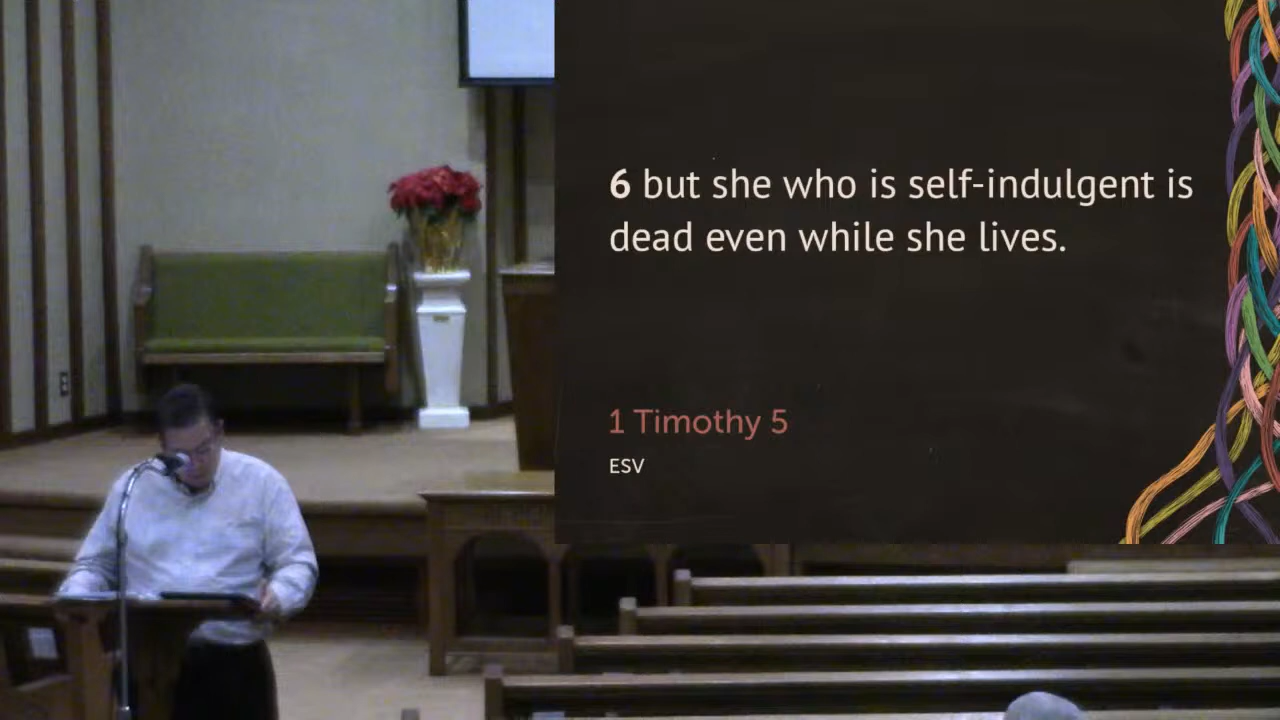 6 but she who is self-indulgent is
dead even while she lives.
1 Timothy 5
ESV